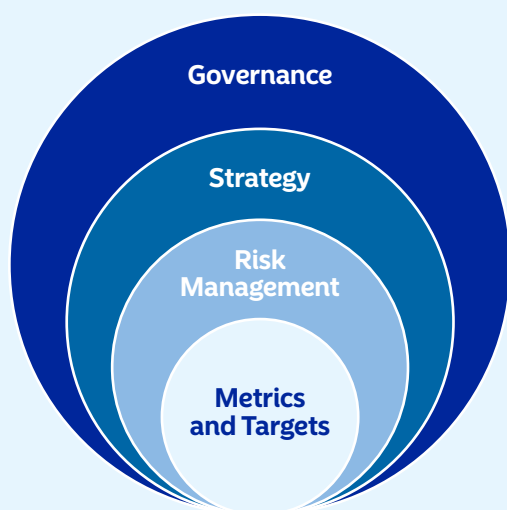 Governance
Strategy
Risk
Management
Metrics
and Targets